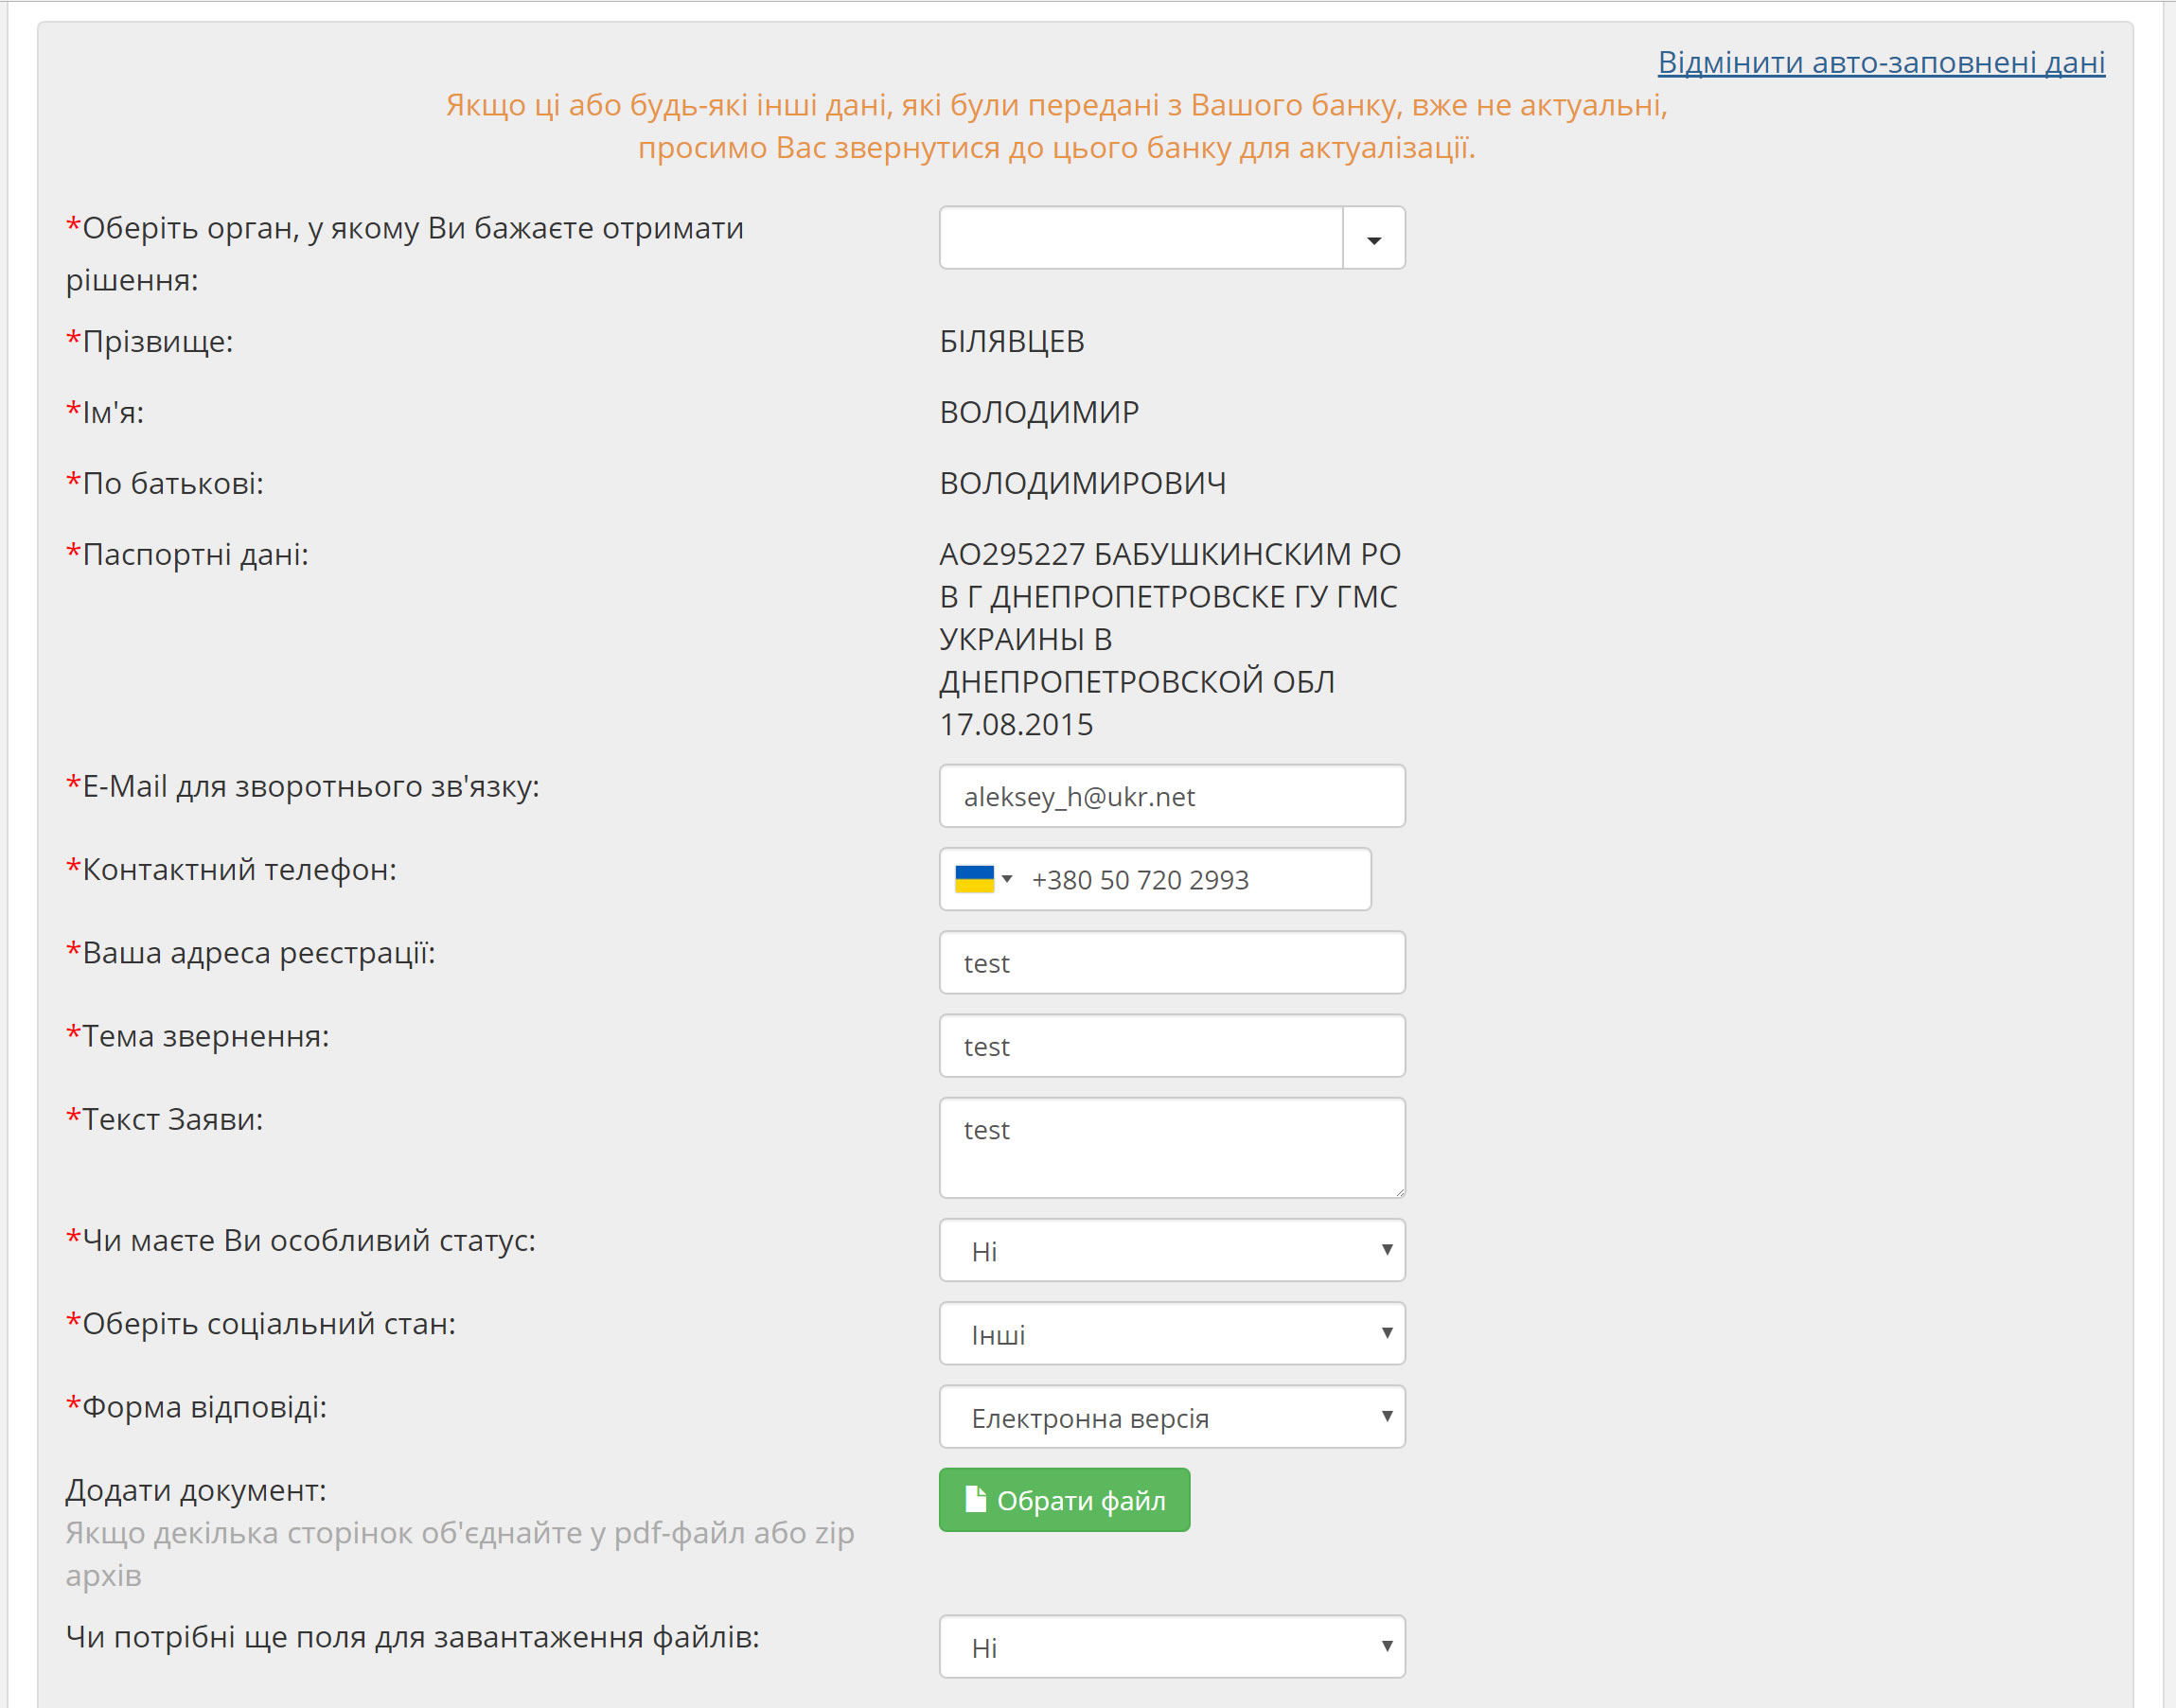 Відмінити авто-заповнені дані
Якщо ці або будь-які інші дані, які були передані з Вашого банку, вже не актуальні,
просимо Вас звернутися до цього банку для актуалізації.
*Оберіть орган, у якому Ви бажаєте отримати
рішення:
*Прізвище:
БІЛЯВЦЕВ
*Ім'я:
ВОЛОДИМИР
*По батькові:
ВОЛОДИМИРОВИЧ
*Паспортні дані:
АО295227 БАБУШКИНСКИМ РО
В Г ДНЕПРОПЕТРОВСКЕ ГУ ГМС
УКРАИНЫ В
ДНЕПРОПЕТРОВСКОЙ ОБЛ
17.08.2015
*E-Mail для зворотнього зв'язку:
aleksey_h@ukr.net
*Контактний телефон:
+380 50 720 2993
*Ваша адреса реєстрації:
test
*Тема звернення:
test
*Текст Заяви:
test
*Чи маєте Ви особливий статус:
Ні
*Оберіть соціальний стан:
Інші
*Форма відповіді:
Електронна версія
Додати документ:
Обрати файл
Якщо декілька сторінок об'єднайте у pdf-файл або zip
архів
Чи потрібні ще поля для завантаження файлів:
Ні